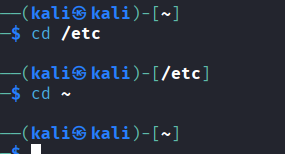 ──(kali㉿kali)-[~]
─$ cd /etc
──(kali㉿kali)-[/etc]
─$ cd ~
──(kali㉿kali)-[~]
─$